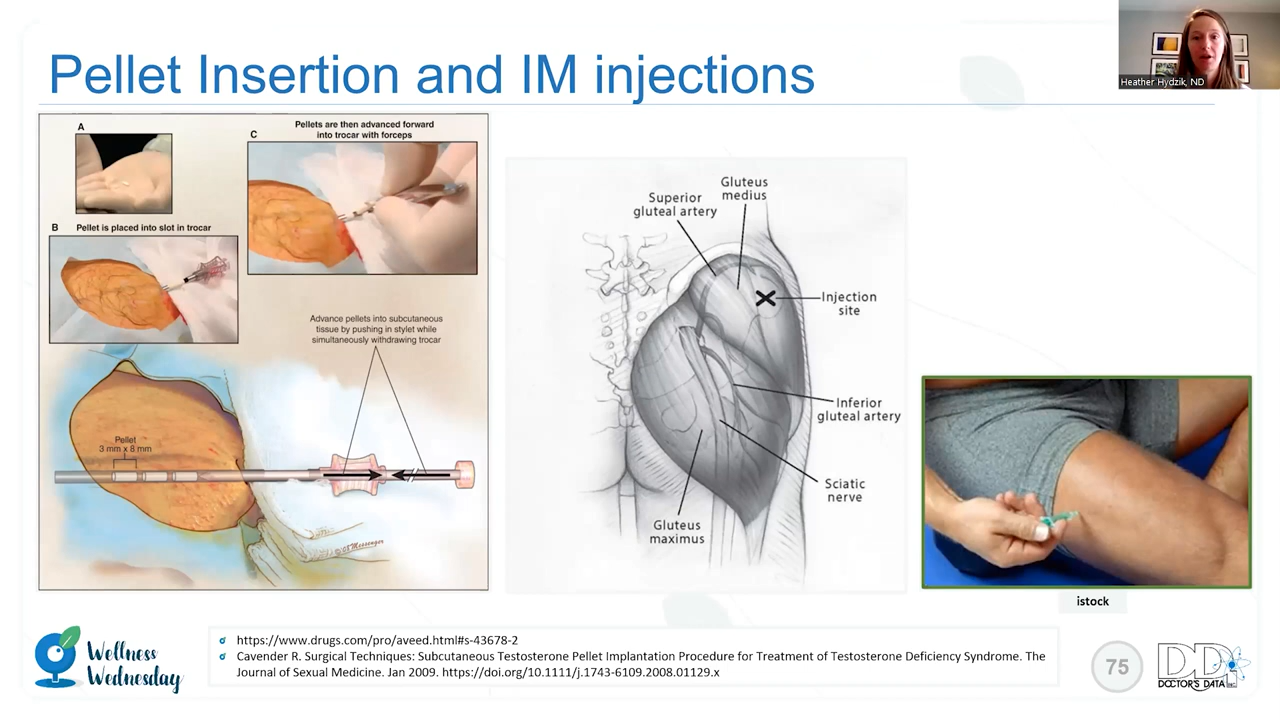 Pellet Insertion and IM injections
Heather Hydzik, ND
A
Pellet is placed into slot in trocar
B
C
Pellets are then advanced forward
into trocar with forceps
Advance pellets into subcutaneous
tissue by pushing in stylet while
simultaneously withdrawing trocar
Pellet
3 mm x 8 mm
©CBMessenger
Superior
gluteal artery
Gluteus
medius
Injection
site
Inferior
gluteal artery
Sciatic
nerve
Gluteus
maximus
istock
https://www.drugs.com/pro/aveed.html#s-43678-2
Cavender R. Surgical Techniques: Subcutaneous Testosterone Pellet Implantation Procedure for Treatment of Testosterone Deficiency Syndrome. The
Journal of Sexual Medicine. Jan 2009. https://doi.org/10.1111/j.1743-6109.2008.01129.x
Wellness
Wednesday
75
DDI
DOCTOR'S DATA